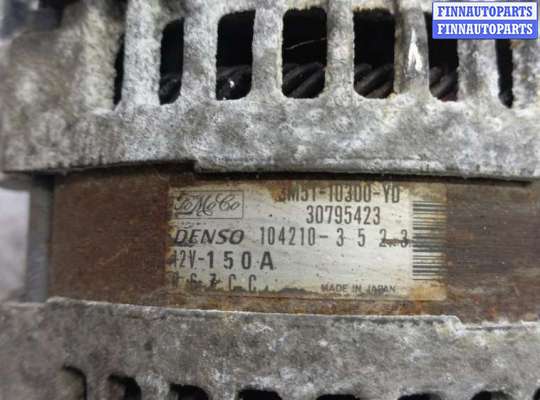 FINNAUTOPARTS
FINNAUTOPARTS
FoMoCo
3M51-10300-YD
30795423
DENSO 104210-3523
12V-150A
MADE IN JAPAN